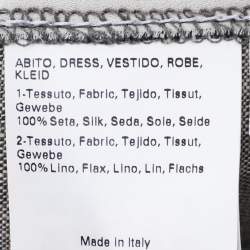 ABITO, DRESS, VESTIDO, ROBE,
KLEID
1-Tessuto, Fabric, Tejido, Tissut,
Gewebe
100% Seta, Silk, Seda, Soie, Seide
2-Tessuto, Fabric, Tejido, Tissut,
Gewebe
100% Lino, Flax, Lino, Lin, Flachs
Made in Italy